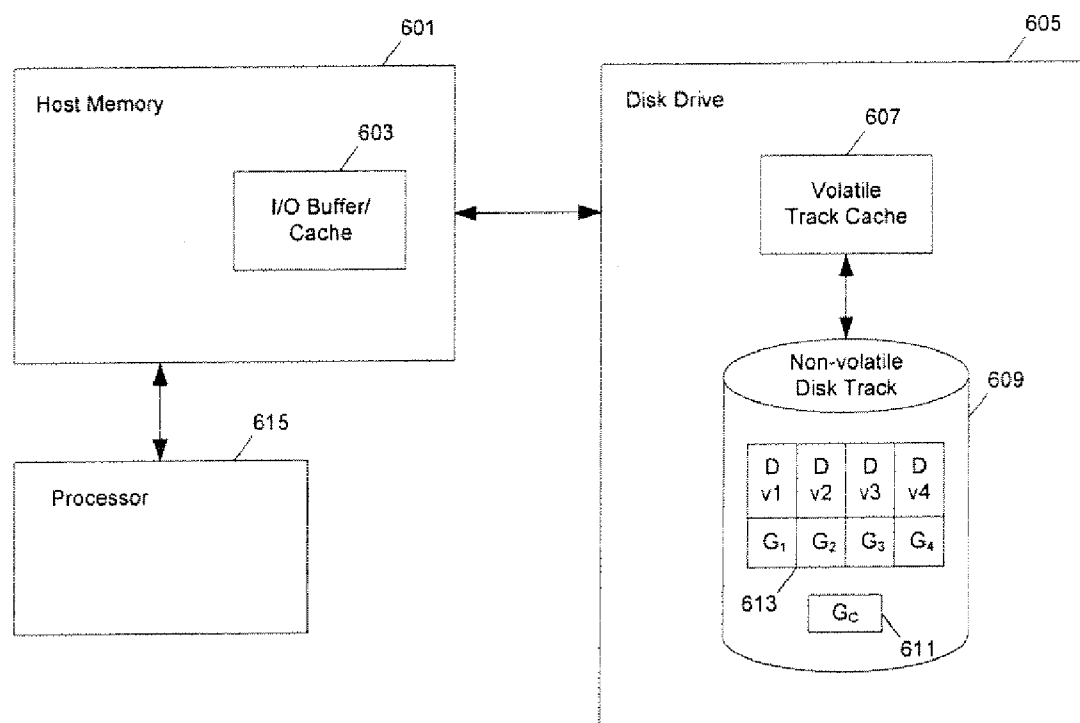 601
605
Host Memory
Disk Drive
603
607
I/O Buffer/
Cache
Volatile
Track Cache
Non-volatile
Disk Track
609
615
Processor
D D D D
v1 v2 v3 v4
G₁ G₂ G₃ G₄
613
G_C
611